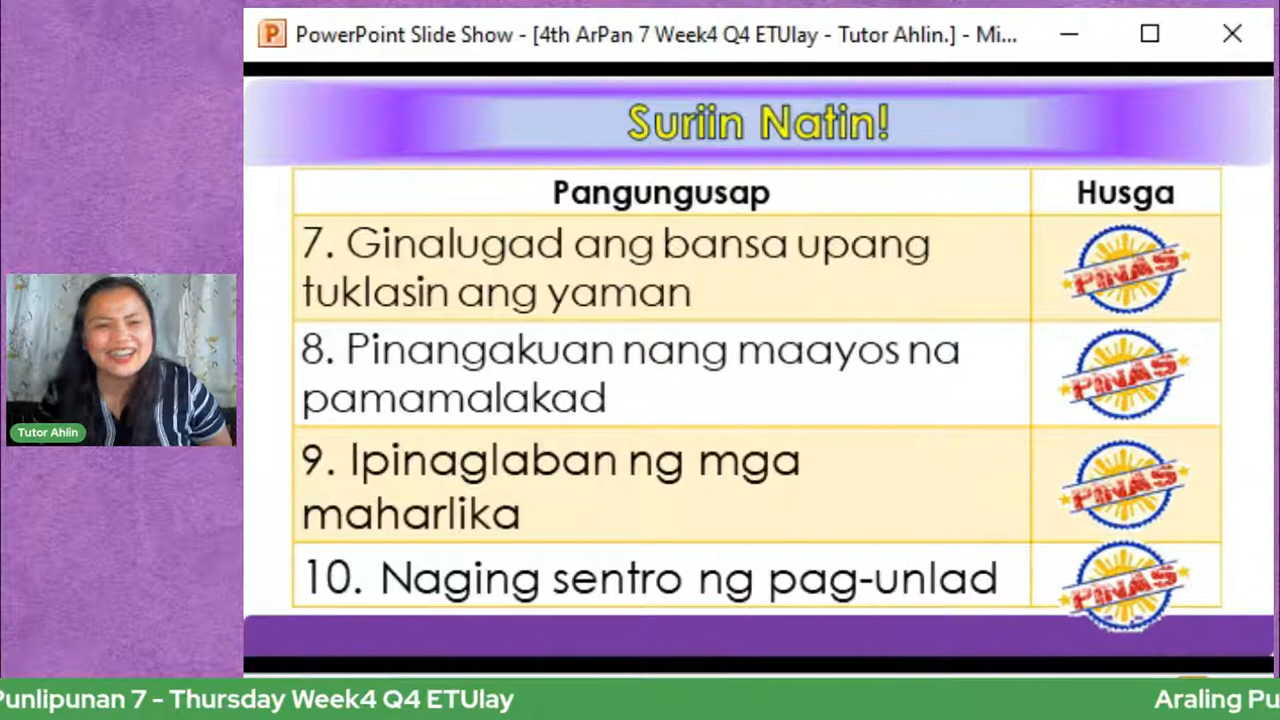 PowerPoint Slide Show - [4th ArPan 7 Week4 Q4 ETUlay - Tutor Ahlin.] - Mi...
Suriin Natin!
Pangungusap
Husga
7. Ginalugad ang bansa upang
tuklasin ang yaman
PINAS
8. Pinangakuan nang maayos na
pamamalakad
PINAS
9. Ipinaglaban ng mga
maharlika
PINAS
10. Naging sentro ng pag-unlad
PINAS
Tutor Ahlin
Punlipunan 7 - Thursday Week4 Q4 ETUlay
Araling Pu